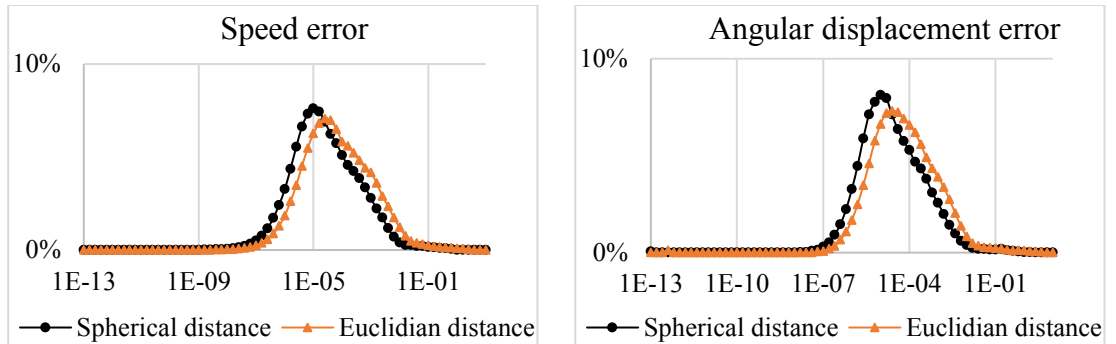 Speed error
10%
0%
1E-13 1E-09 1E-05 1E-01
Spherical distance Euclidian distance
Angular displacement error
10%
0%
1E-13 1E-10 1E-07 1E-04 1E-01
Spherical distance Euclidian distance